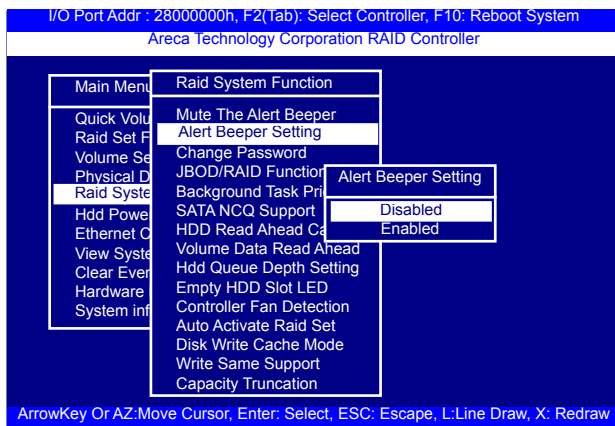 I/O Port Addr : 28000000h, F2(Tab): Select Controller, F10: Reboot System
Areca Technology Corporation RAID Controller
Main Menu
Quick Volu
Raid Set F
Volume Se
Physical D
Raid Syste
Hdd Powe
Ethernet C
View Syste
Clear Even
Hardware
System inf
Raid System Function
Mute The Alert Beeper
Alert Beeper Setting
Change Password
JBOD/RAID Function
Background Task Pri
SATA NCQ Support
HDD Read Ahead Ca
Volume Data Read Ahead
Hdd Queue Depth Setting
Empty HDD Slot LED
Controller Fan Detection
Auto Activate Raid Set
Disk Write Cache Mode
Write Same Support
Capacity Truncation
Alert Beeper Setting
Disabled
Enabled
ArrowKey Or AZ:Move Cursor, Enter: Select, ESC: Escape, L:Line Draw, X: Redraw